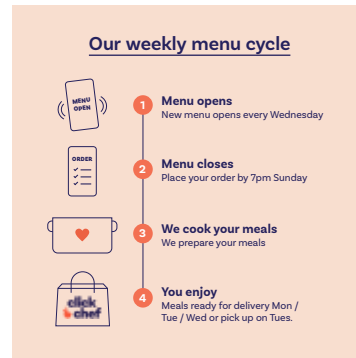 Our weekly menu cycle
MENU
OPEN
1
Menu opens
New menu opens every Wednesday
ORDER
2
Menu closes
Place your order by 7pm Sunday
3
We cook your meals
We prepare your meals
click
chef
4
You enjoy
Meals ready for delivery Mon /
Tue / Wed or pick up on Tues.